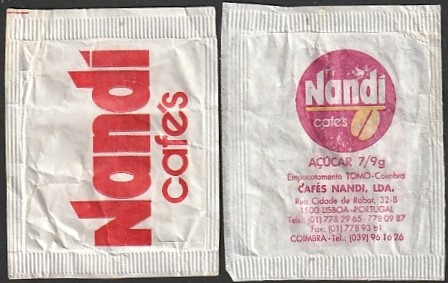 Nandi
cafés
Nandi
cafés
AÇÚCAR 7/9g
Empacotamento TOMO-Coimbra
CAFÉS NANDI, LDA.
Rua Cidade de Rabat, 32-B
1500 LISBOA - PORTUGAL
Tels.: (01) 778 29 65 - 778 09 87
Fax: (01) 778 93 61
COIMBRA - Tel.: (039) 96 16 26